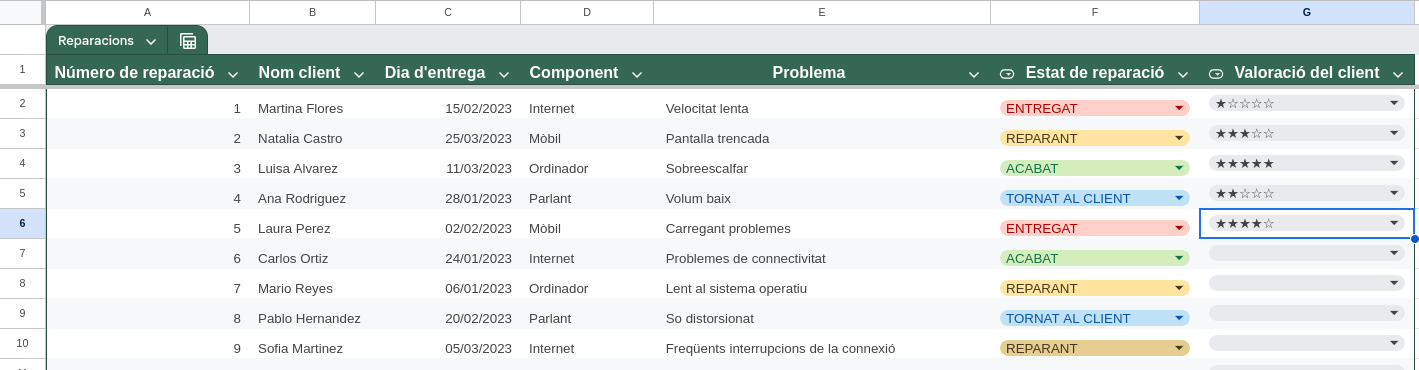 A B C D E F G
Reparacions
1 Número de reparació Nom client Dia d'entrega Component Problema Estat de reparació Valoració del client
2 1 Martina Flores 15/02/2023 Internet Velocitat lenta ENTREGAT ★☆☆☆☆
3 2 Natalia Castro 25/03/2023 Mòbil Pantalla trencada REPARANT ★★★☆☆
4 3 Luisa Alvarez 11/03/2023 Ordinador Sobreescalfar ACABAT ★★★★★
5 4 Ana Rodriguez 28/01/2023 Parlant Volum baix TORNAT AL CLIENT ★★☆☆☆
6 5 Laura Perez 02/02/2023 Mòbil Carregant problemes ENTREGAT ★★★★☆
7 6 Carlos Ortiz 24/01/2023 Internet Problemes de connectivitat ACABAT
8 7 Mario Reyes 06/01/2023 Ordinador Lent al sistema operatiu REPARANT
9 8 Pablo Hernandez 20/02/2023 Parlant So distorsionat TORNAT AL CLIENT
10 9 Sofia Martinez 05/03/2023 Internet Freqüents interrupcions de la connexió REPARANT